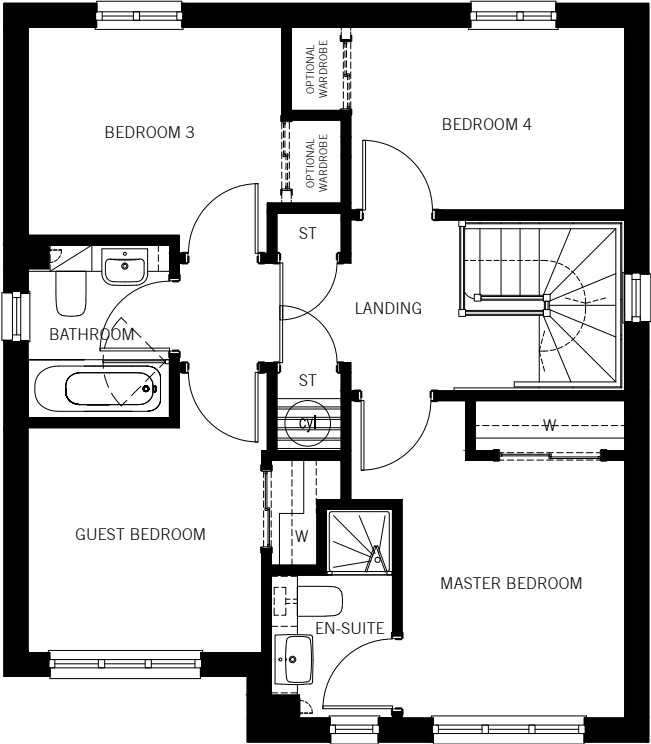 OPTIONAL
WARDROBE
BEDROOM 3
BEDROOM 4
OPTIONAL
WARDROBE
ST
LANDING
BATHROOM
ST
cyl
W
GUEST BEDROOM
W
MASTER BEDROOM
EN-SUITE